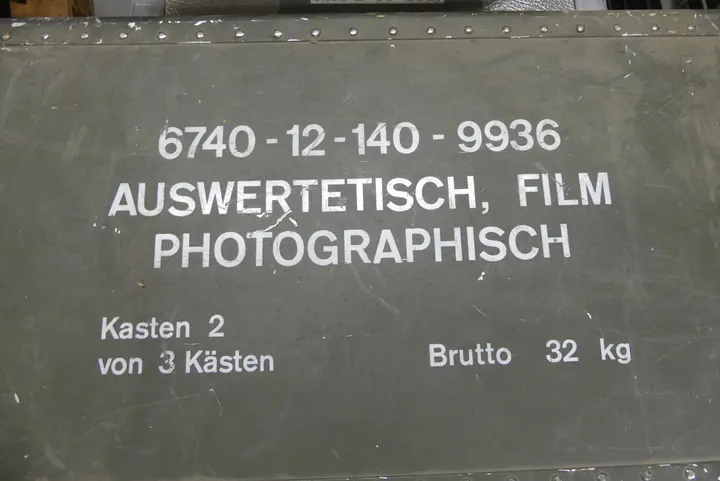 6740-12-140-9936
AUSWERTETISCH, FILM
PHOTOGRAPHISCH
Kasten 2
von 3 Kästen
Brutto 32 kg